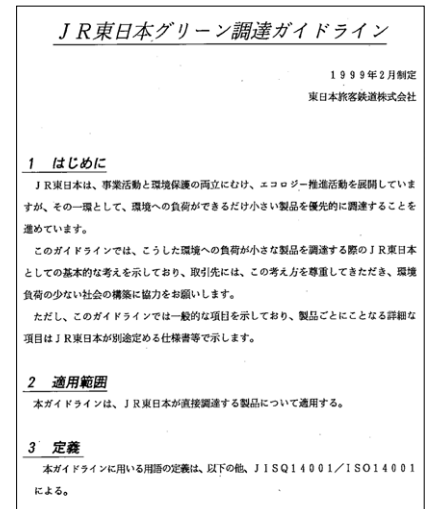 ＪＲ東日本グリーン調達ガイドライン
１９９９年２月制定
東日本旅客鉄道株式会社
1 はじめに
ＪＲ東日本は、事業活動と環境保護の両立にむけ、エコロジー推進活動を展開していま
すが、その一環として、環境への負荷ができるだけ小さい製品を優先的に調達することを
進めています。
このガイドラインでは、こうした環境への負荷が小さな製品を調達する際のＪＲ東日本
としての基本的な考えを示しており、取引先には、この考え方を尊重してきただき、環境
負荷の少ない社会の構築に協力をお願いします。
ただし、このガイドラインでは一般的な項目を示しており、製品ごとにことなる詳細な
項目はＪＲ東日本が別途定める仕様書等で示します。
2 適用範囲
本ガイドラインは、ＪＲ東日本が直接調達する製品について適用する。
3 定義
本ガイドラインに用いる用語の定義は、以下の他、ＪＩＳＱ１４００１／ＩＳＯ１４００１
による。